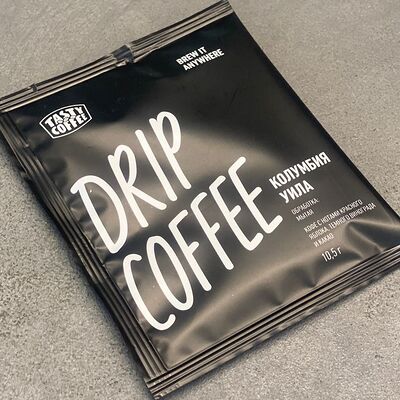 TASTY
COFFEE
BREW IT
ANYWHERE
DRIP
COFFEE
КОЛУМБИЯ
УИЛА
ОБРАБОТКА:
МЫТАЯ
КОФЕ С НОТАМИ КРАСНОГО
ЯБЛОКА, ТЕМНОГО ВИНОГРАДА
И КАКАО
10,5 г